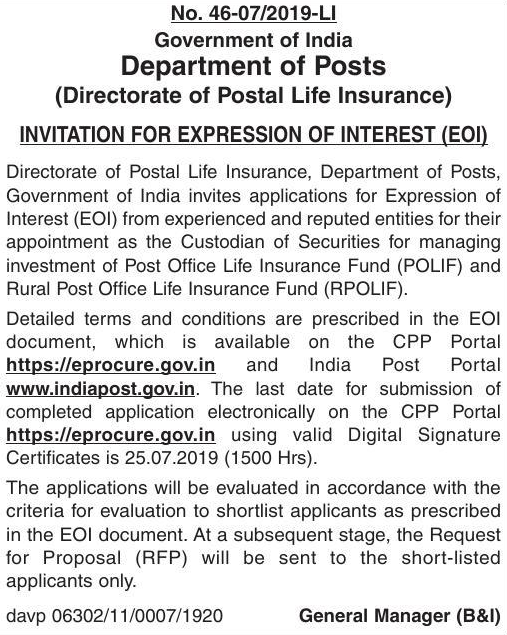 No. 46-07/2019-LI
Government of India
Department of Posts
(Directorate of Postal Life Insurance)
INVITATION FOR EXPRESSION OF INTEREST (EOI)
Directorate of Postal Life Insurance, Department of Posts,
Government of India invites applications for Expression of
Interest (EOI) from experienced and reputed entities for their
appointment as the Custodian of Securities for managing
investment of Post Office Life Insurance Fund (POLIF) and
Rural Post Office Life Insurance Fund (RPOLIF).
Detailed terms and conditions are prescribed in the EOI
document, which is available on the CPP Portal
https://eprocure.gov.in and India Post Portal
www.indiapost.gov.in. The last date for submission of
completed application electronically on the CPP Portal
https://eprocure.gov.in using valid Digital Signature
Certificates is 25.07.2019 (1500 Hrs).
The applications will be evaluated in accordance with the
criteria for evaluation to shortlist applicants as prescribed
in the EOI document. At a subsequent stage, the Request
for Proposal (RFP) will be sent to the short-listed
applicants only.
davp 06302/11/0007/1920 General Manager (B&I)